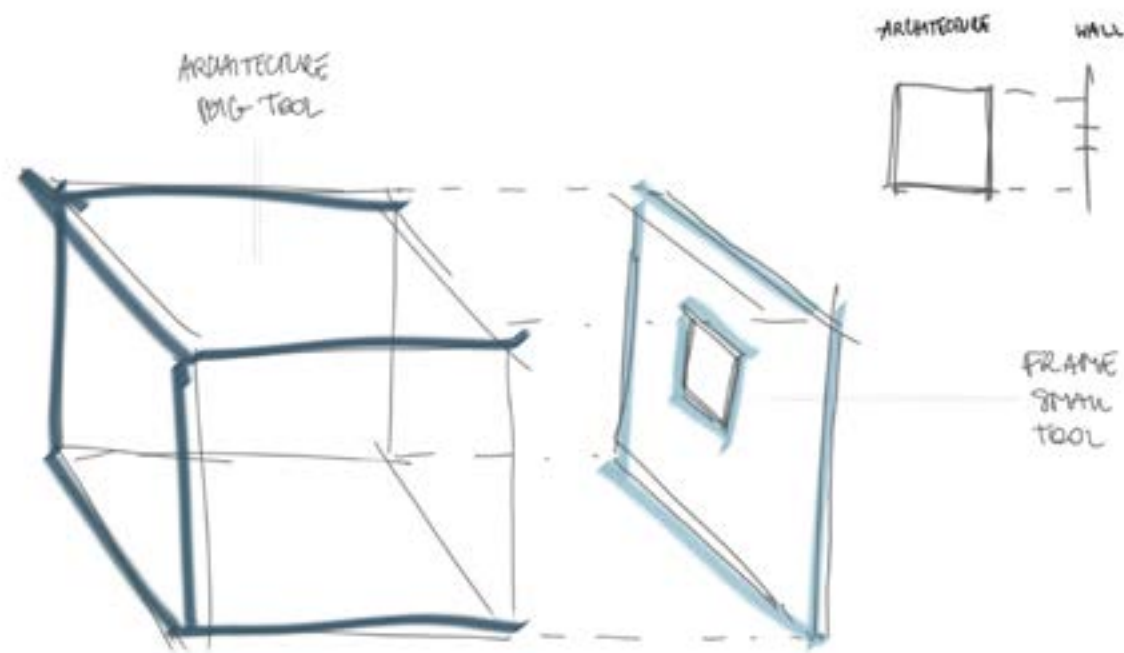 ARCHITECTURE
BIG TOOL
ARCHITECTURE
WALL
FRAME
SMALL
TOOL